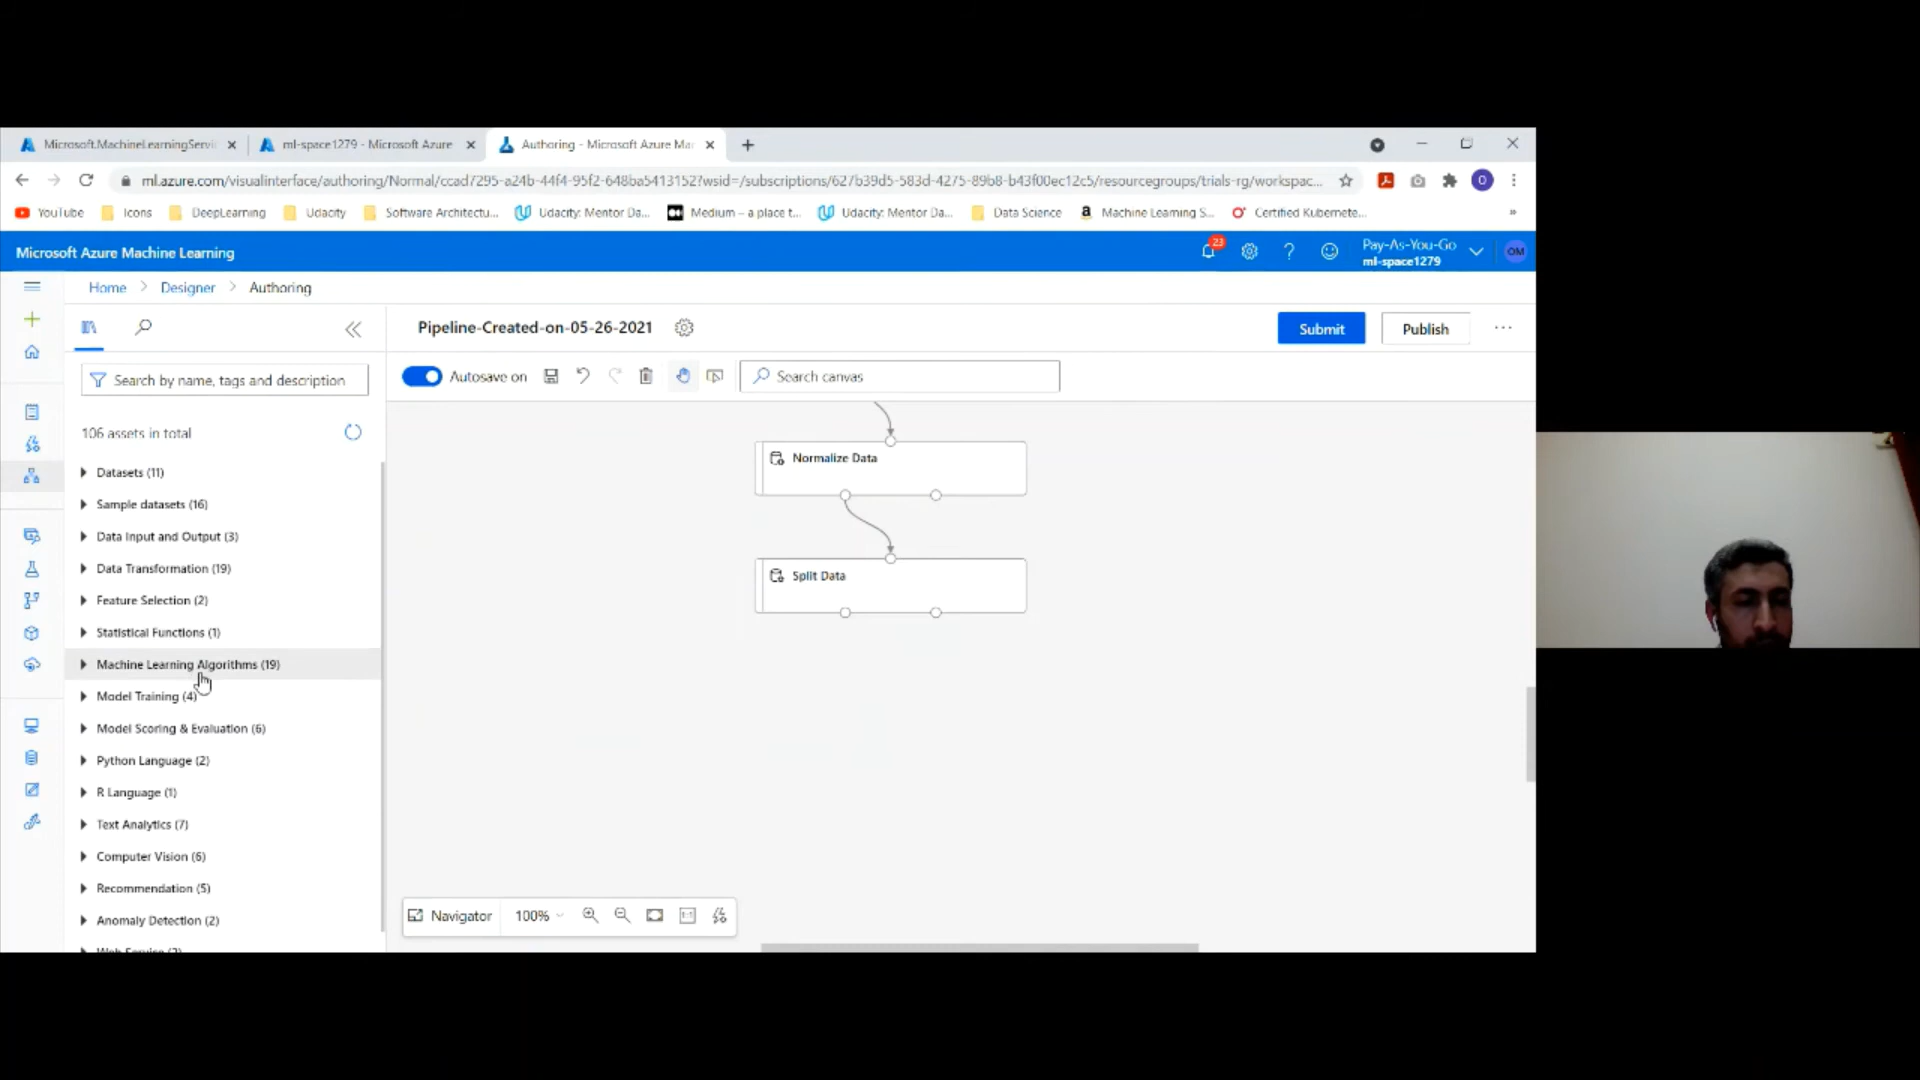 Microsoft.MachineLearningServi
ml-space1279 - Microsoft Azure
Authoring - Microsoft Azure Mac
ml.azure.com/visualinterface/authoring/Normal/ccad7295-a24b-44f4-95f2-648ba5413152?wsid=/subscriptions/627b39d5-583d-4275-89b8-b43f00ec12c5/resourcegroups/trials-rg/workspac...
O
YouTube
Icons
DeepLearning
Udacity
Software Architectu...
Udacity: Mentor Da...
Medium – a place t...
Udacity: Mentor Da...
Data Science
Machine Learning S...
Certified Kubernete...
»
Microsoft Azure Machine Learning
23
Pay-As-You-Go
ml-space1279
OM
Home > Designer > Authoring
Pipeline-Created-on-05-26-2021
Submit
Publish
Search by name, tags and description
Autosave on
Search canvas
106 assets in total
Datasets (11)
Sample datasets (16)
Data Input and Output (3)
Data Transformation (19)
Feature Selection (2)
Statistical Functions (1)
Machine Learning Algorithms (19)
Model Training (4)
Model Scoring & Evaluation (6)
Python Language (2)
R Language (1)
Text Analytics (7)
Computer Vision (6)
Recommendation (5)
Anomaly Detection (2)
Normalize Data
Split Data
Navigator
100%